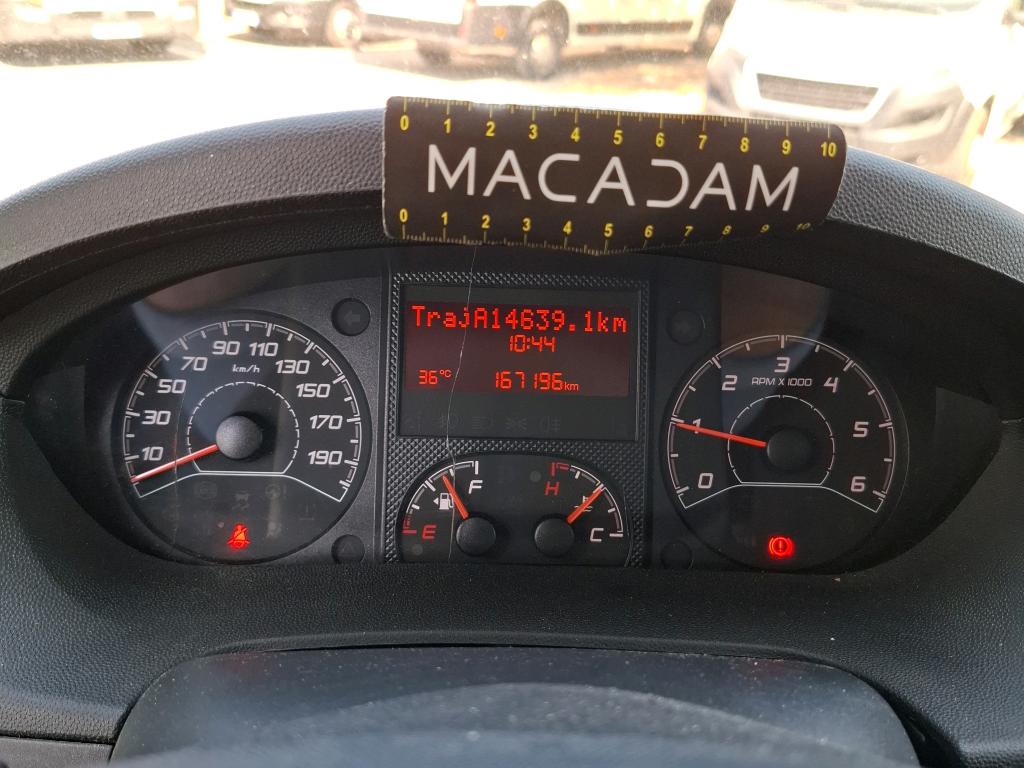 0 1 2 3 4 5 6 7 8 9 10
MACADAM
0 1 2 3 4 5 6 7 8 9 10
TrajA14639.1km
10:44
36°C 167196km
10 30 50 70 90 110 130 150 170 190
km/h
0 1 2 3 4 5 6
RPM X 1000
E F
H C